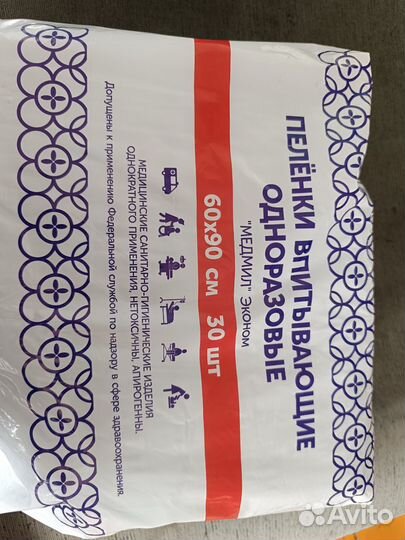 ПЕЛЁНКИ ВПИТЫВАЮЩИЕ
ОДНОРАЗОВЫЕ
"МЕДМИЛ" Эконом
60х90 см 30 шт
МЕДИЦИНСКИЕ САНИТАРНО-ГИГИЕНИЧЕСКИЕ ИЗДЕЛИЯ
ОДНОКРАТНОГО ПРИМЕНЕНИЯ, НЕТОКСИЧНЫ, АПИРОГЕННЫ.
Допущены к применению Федеральной службой по надзору в сфере здравоохранения.
Avito